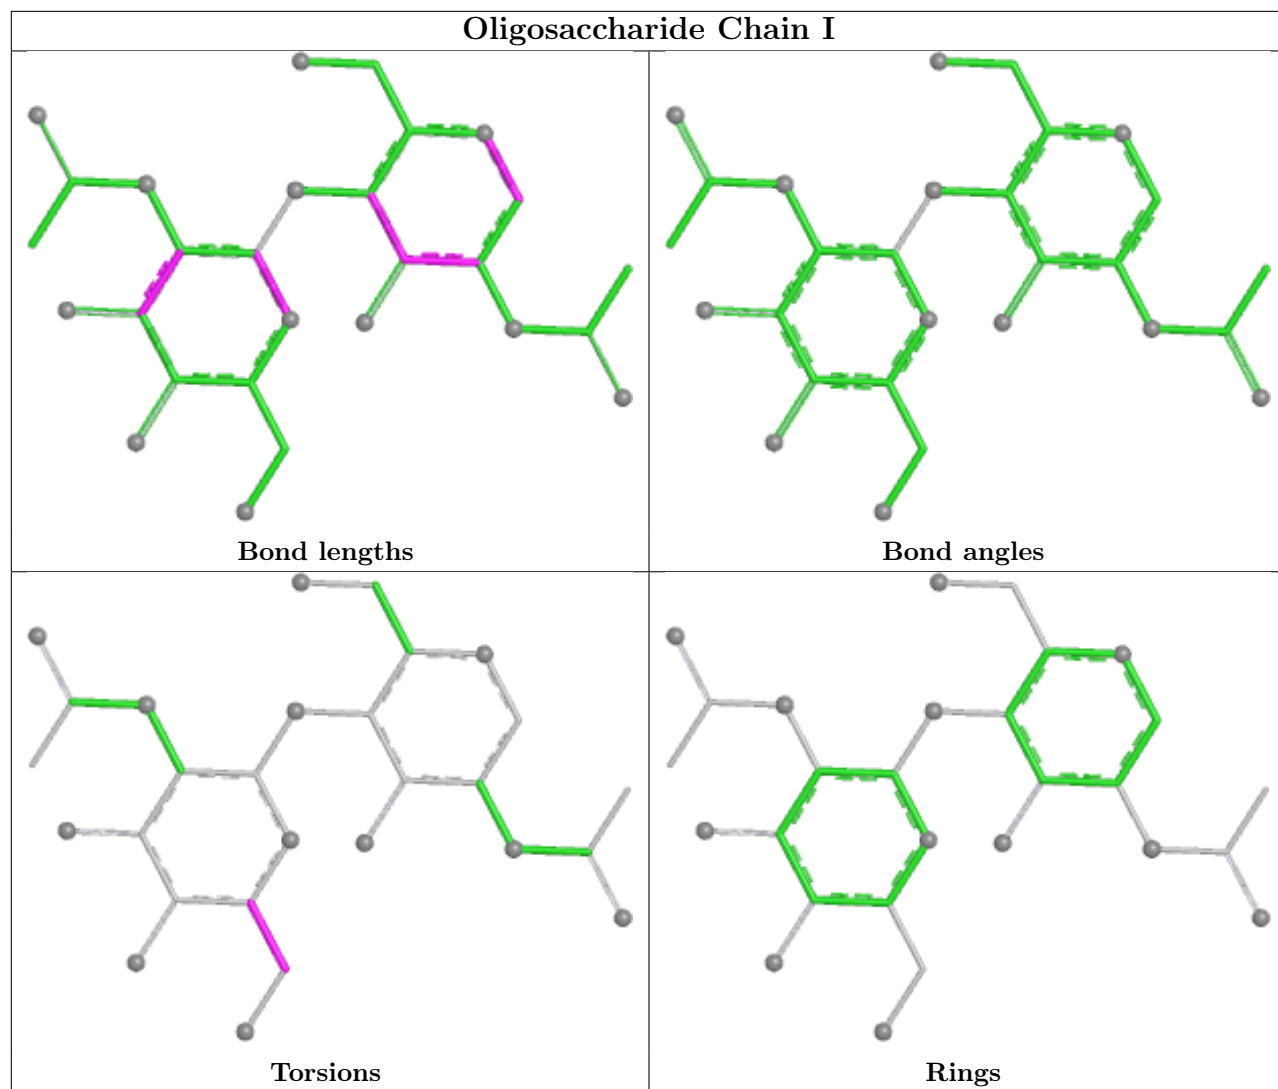 Oligosaccharide Chain I
Bond lengths
Bond angles
Torsions
Rings